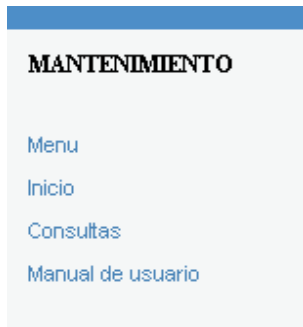 MANTENIMIENTO
Menu
Inicio
Consultas
Manual de usuario